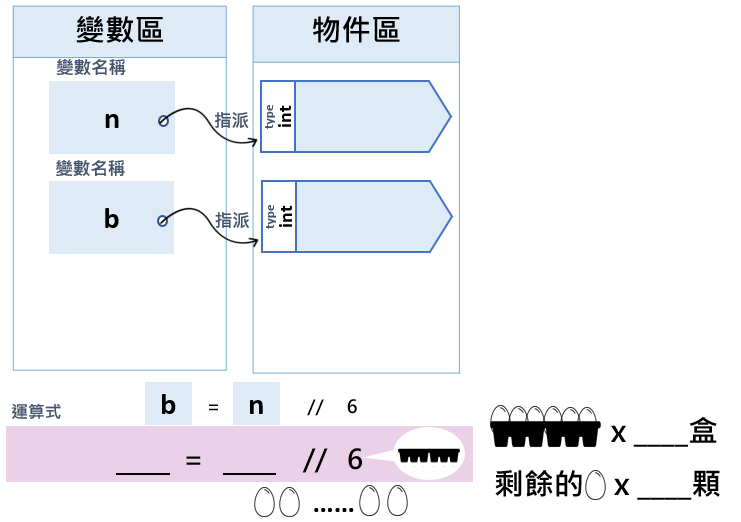 變數區
物件區
變數名稱
n
指派
type
int
變數名稱
b
指派
type
int
運算式
b = n // 6
____ = ____ // 6
......
x ____盒
剩餘的 x ____顆